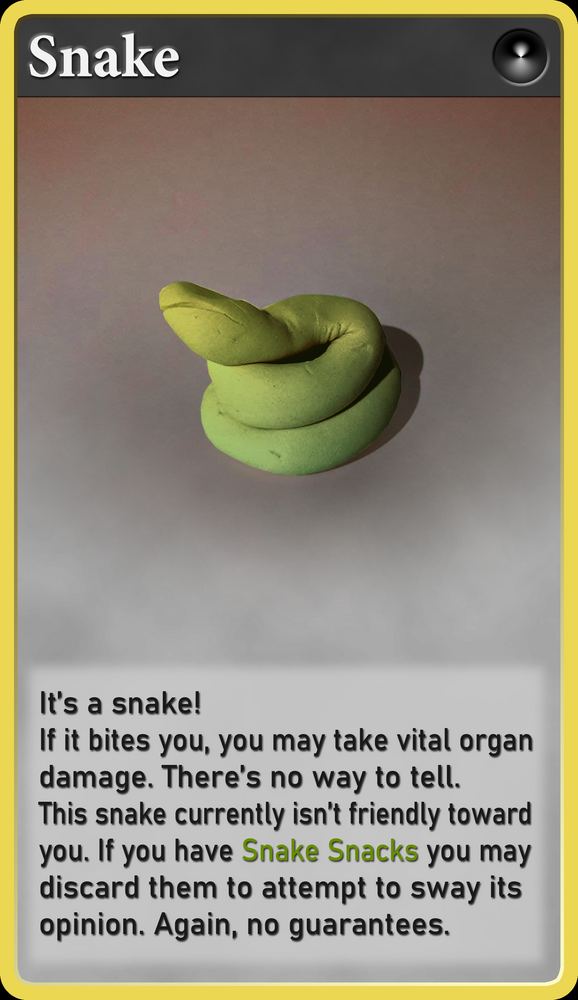 Snake
It's a snake!
If it bites you, you may take vital organ
damage. There's no way to tell.
This snake currently isn't friendly toward
you. If you have Snake Snacks you may
discard them to attempt to sway its
opinion. Again, no guarantees.